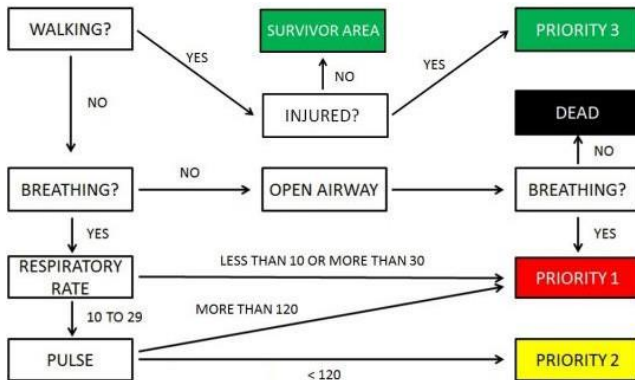 WALKING?
SURVIVOR AREA
PRIORITY 3
YES
NO
YES
NO
INJURED?
DEAD
NO
BREATHING?
NO
OPEN AIRWAY
BREATHING?
YES
YES
LESS THAN 10 OR MORE THAN 30
RESPIRATORY
RATE
PRIORITY 1
MORE THAN 120
10 TO 29
PULSE
PRIORITY 2
< 120